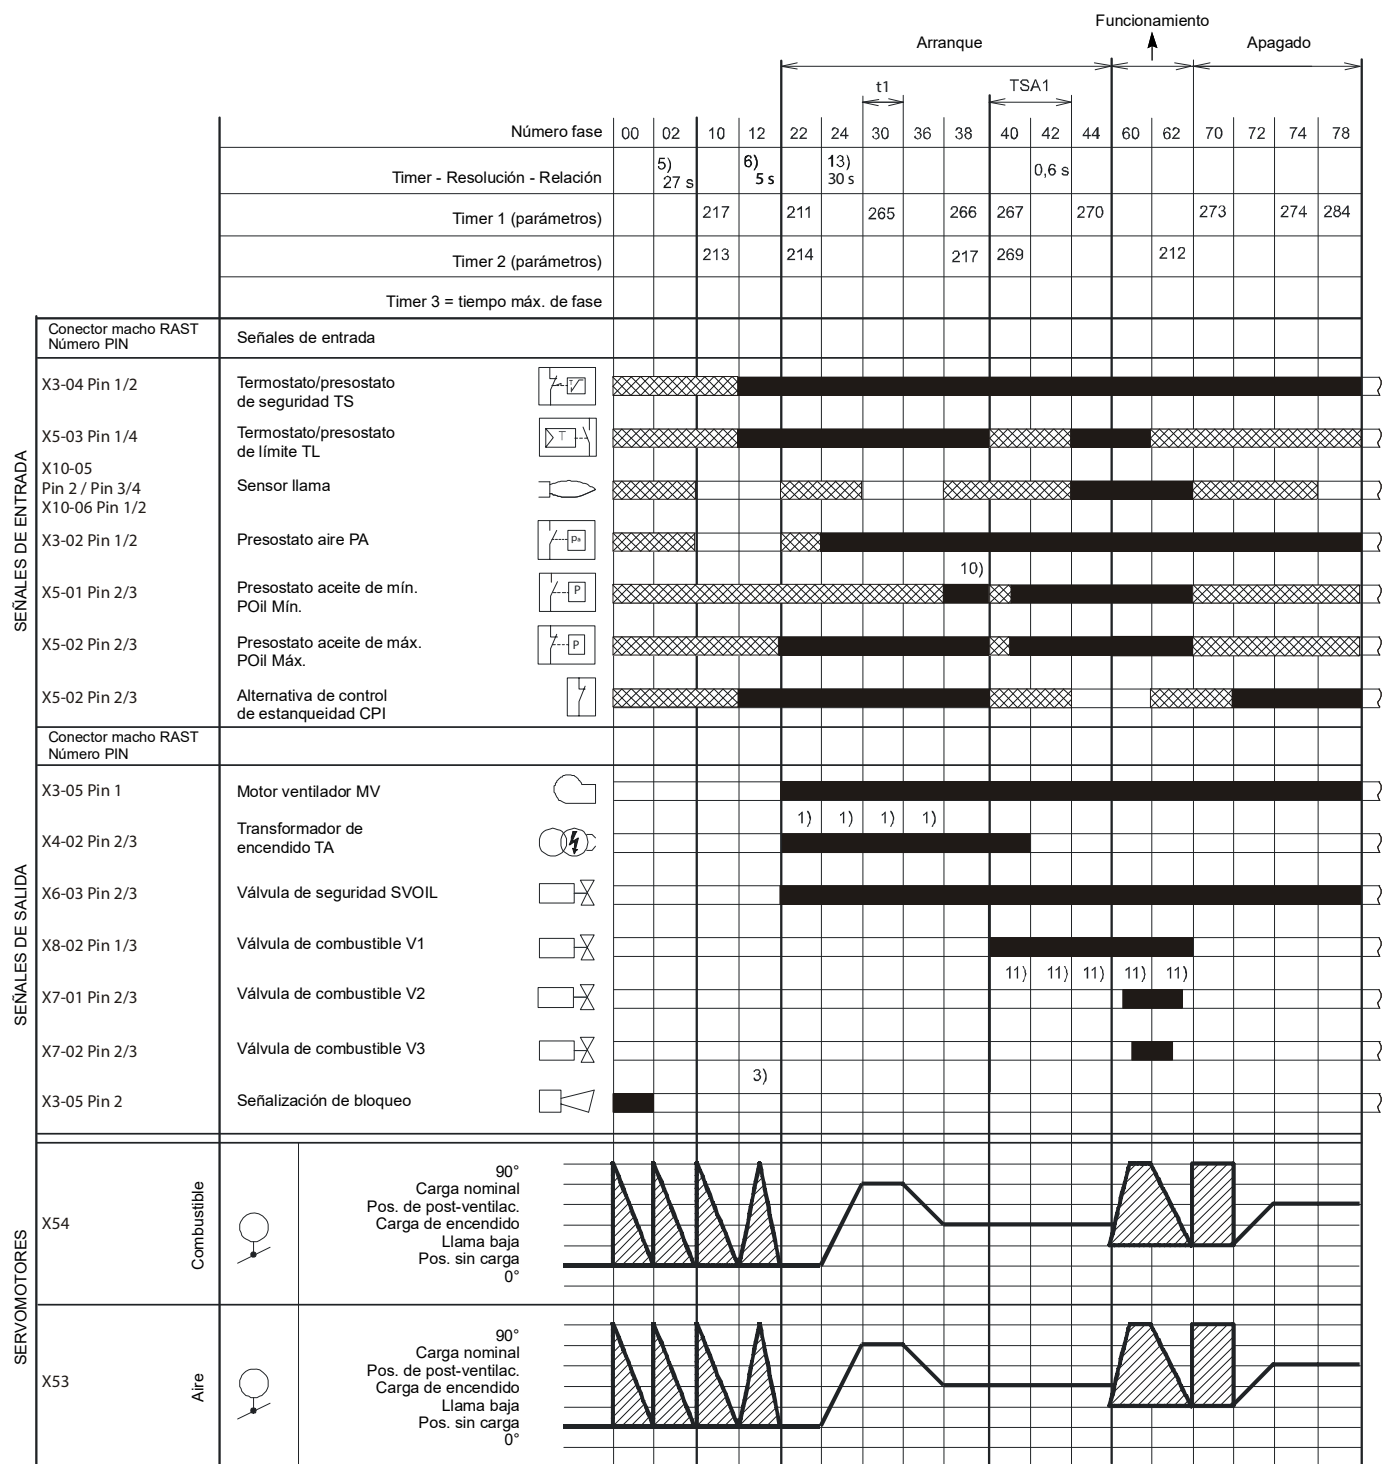 Funcionamiento
Arranque
Apagado
t1
TSA1
Número fase 00 02 10 12 22 24 30 36 38 40 42 44 60 62 70 72 74 78
Timer - Resolución - Relación 5) 27 s 6) 5 s 13) 30 s 0,6 s
Timer 1 (parámetros) 217 211 265 266 267 270 273 274 284
Timer 2 (parámetros) 213 214 217 269 212
Timer 3 = tiempo máx. de fase
SEÑALES DE ENTRADA
Conector macho RAST
Número PIN
Señales de entrada
X3-04 Pin 1/2
Termostato/presostato
de seguridad TS
X5-03 Pin 1/4
Termostato/presostato
de límite TL
T
X10-05
Pin 2 / Pin 3/4
X10-06 Pin 1/2
Sensor llama
X3-02 Pin 1/2
Presostato aire PA
Pa
10)
X5-01 Pin 2/3
Presostato aceite de mín.
POil Mín.
P
X5-02 Pin 2/3
Presostato aceite de máx.
POil Máx.
P
X5-02 Pin 2/3
Alternativa de control
de estanqueidad CPI
SEÑALES DE SALIDA
Conector macho RAST
Número PIN
X3-05 Pin 1
Motor ventilador MV
1) 1) 1) 1)
X4-02 Pin 2/3
Transformador de
encendido TA
X6-03 Pin 2/3
Válvula de seguridad SVOIL
X8-02 Pin 1/3
Válvula de combustible V1
11) 11) 11) 11) 11)
X7-01 Pin 2/3
Válvula de combustible V2
X7-02 Pin 2/3
Válvula de combustible V3
3)
X3-05 Pin 2
Señalización de bloqueo
SERVOMOTORES
X54
Combustible
90°
Carga nominal
Pos. de post-ventilac.
Carga de encendido
Llama baja
Pos. sin carga
0°
X53
Aire
90°
Carga nominal
Pos. de post-ventilac.
Carga de encendido
Llama baja
Pos. sin carga
0°